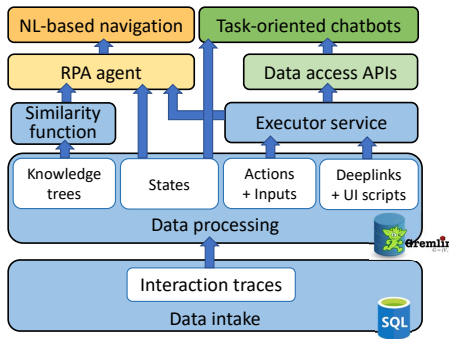 NL-based navigation
Task-oriented chatbots
RPA agent
Data access APIs
Similarity
function
Executor service
Knowledge
trees
States
Actions
+ Inputs
Deeplinks
+ UI scripts
Data processing
Gremlin
Interaction traces
Data intake
SQL